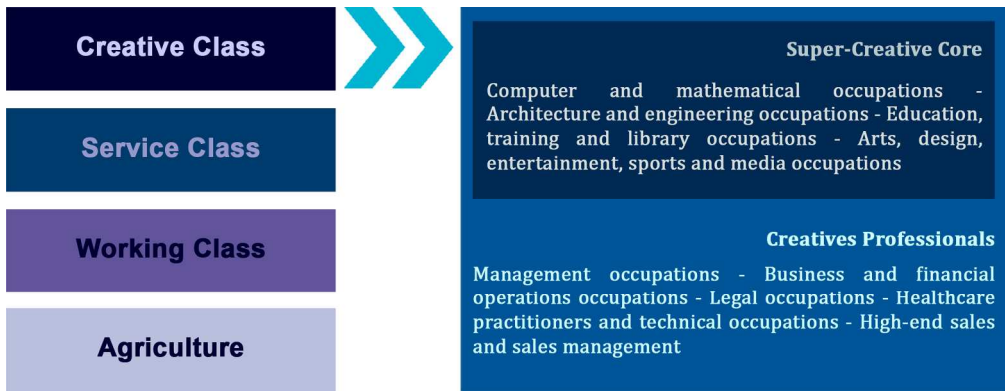 Creative Class
Service Class
Working Class
Agriculture
Super-Creative Core
Computer and mathematical occupations -
Architecture and engineering occupations - Education,
training and library occupations - Arts, design,
entertainment, sports and media occupations
Creatives Professionals
Management occupations - Business and financial
operations occupations - Legal occupations - Healthcare
practitioners and technical occupations - High-end sales
and sales management